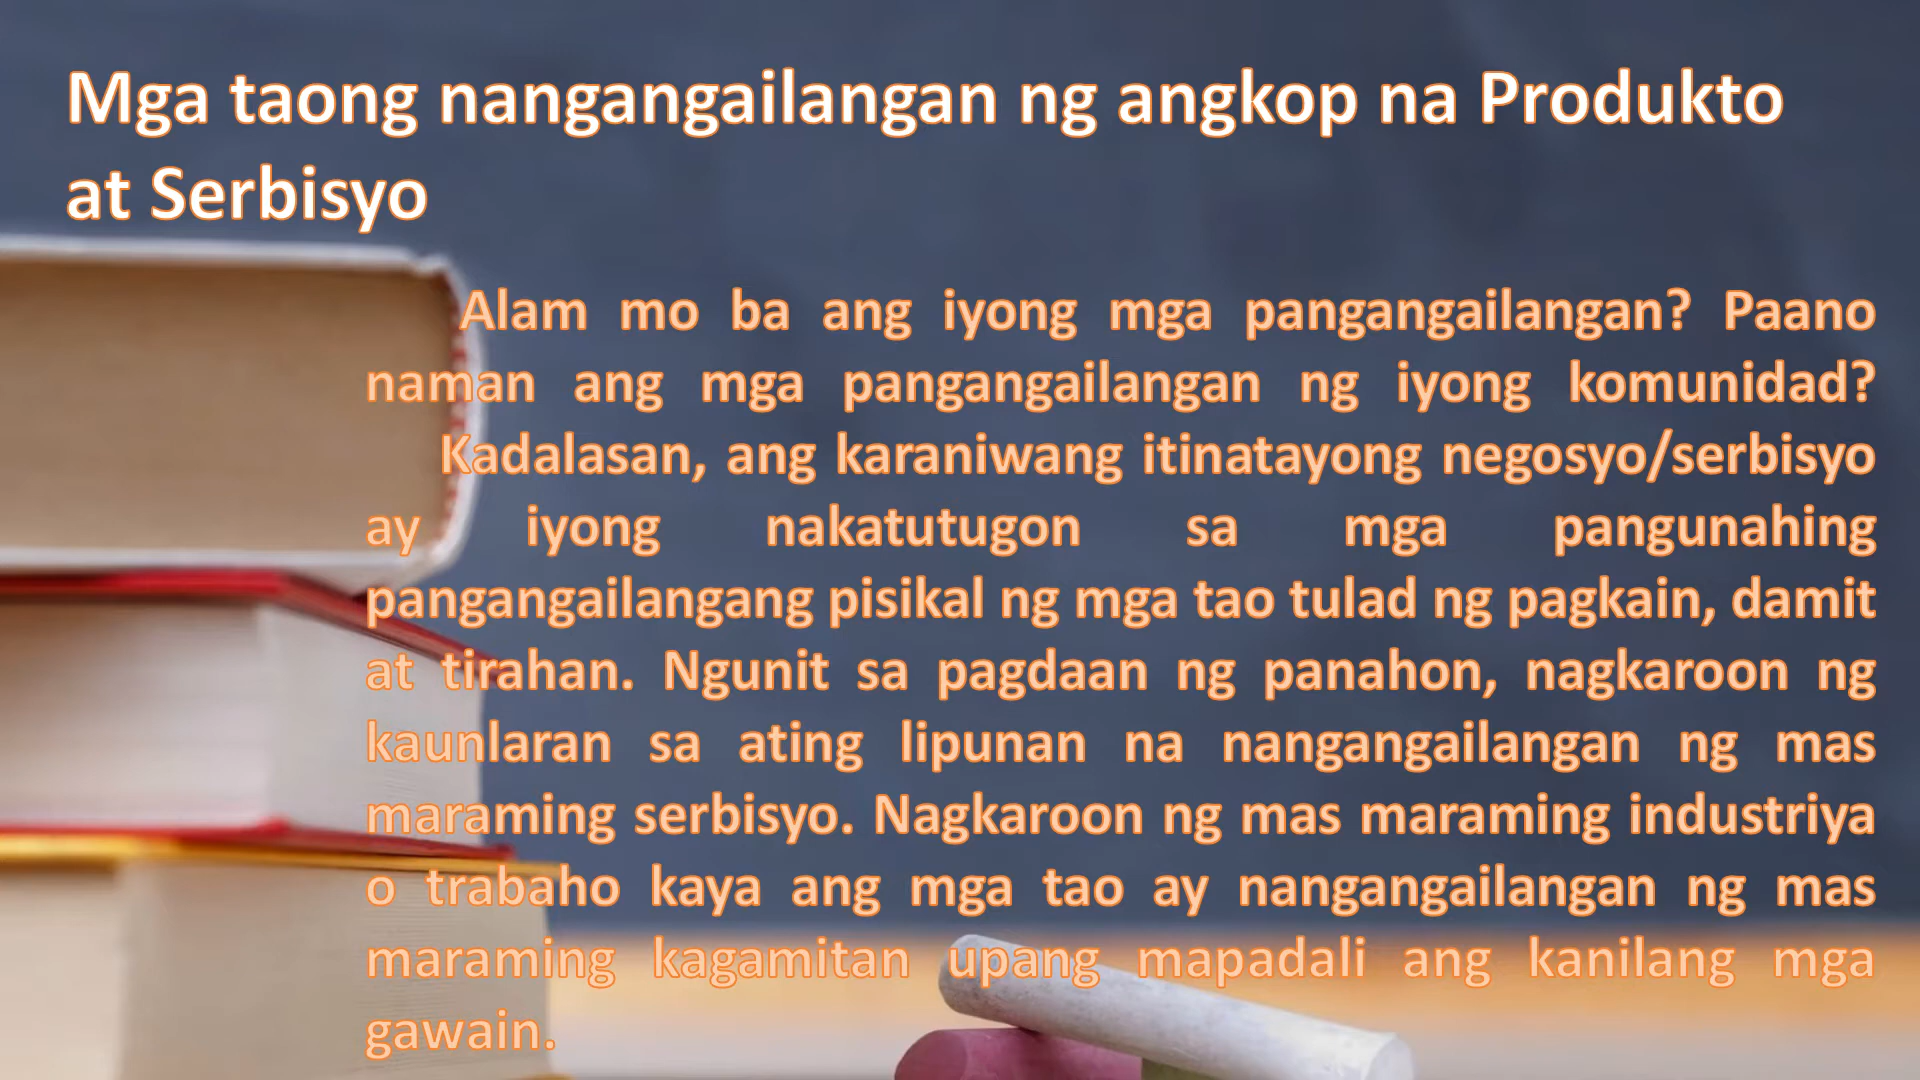 Mga taong nangangailangan ng angkop na Produkto
at Serbisyo
Alam mo ba ang iyong mga pangangailangan? Paano
naman ang mga pangangailangan ng iyong komunidad?
Kadalasan, ang karaniwang itinatayong negosyo/serbisyo
ay iyong nakatutugon sa mga pangunahing
pangangailangang pisikal ng mga tao tulad ng pagkain, damit
at tirahan. Ngunit sa pagdaan ng panahon, nagkaroon ng
kaunlaran sa ating lipunan na nangangailangan ng mas
maraming serbisyo. Nagkaroon ng mas maraming industriya
o trabaho kaya ang mga tao ay nangangailangan ng mas
maraming kagamitan upang mapadali ang kanilang mga
gawain.